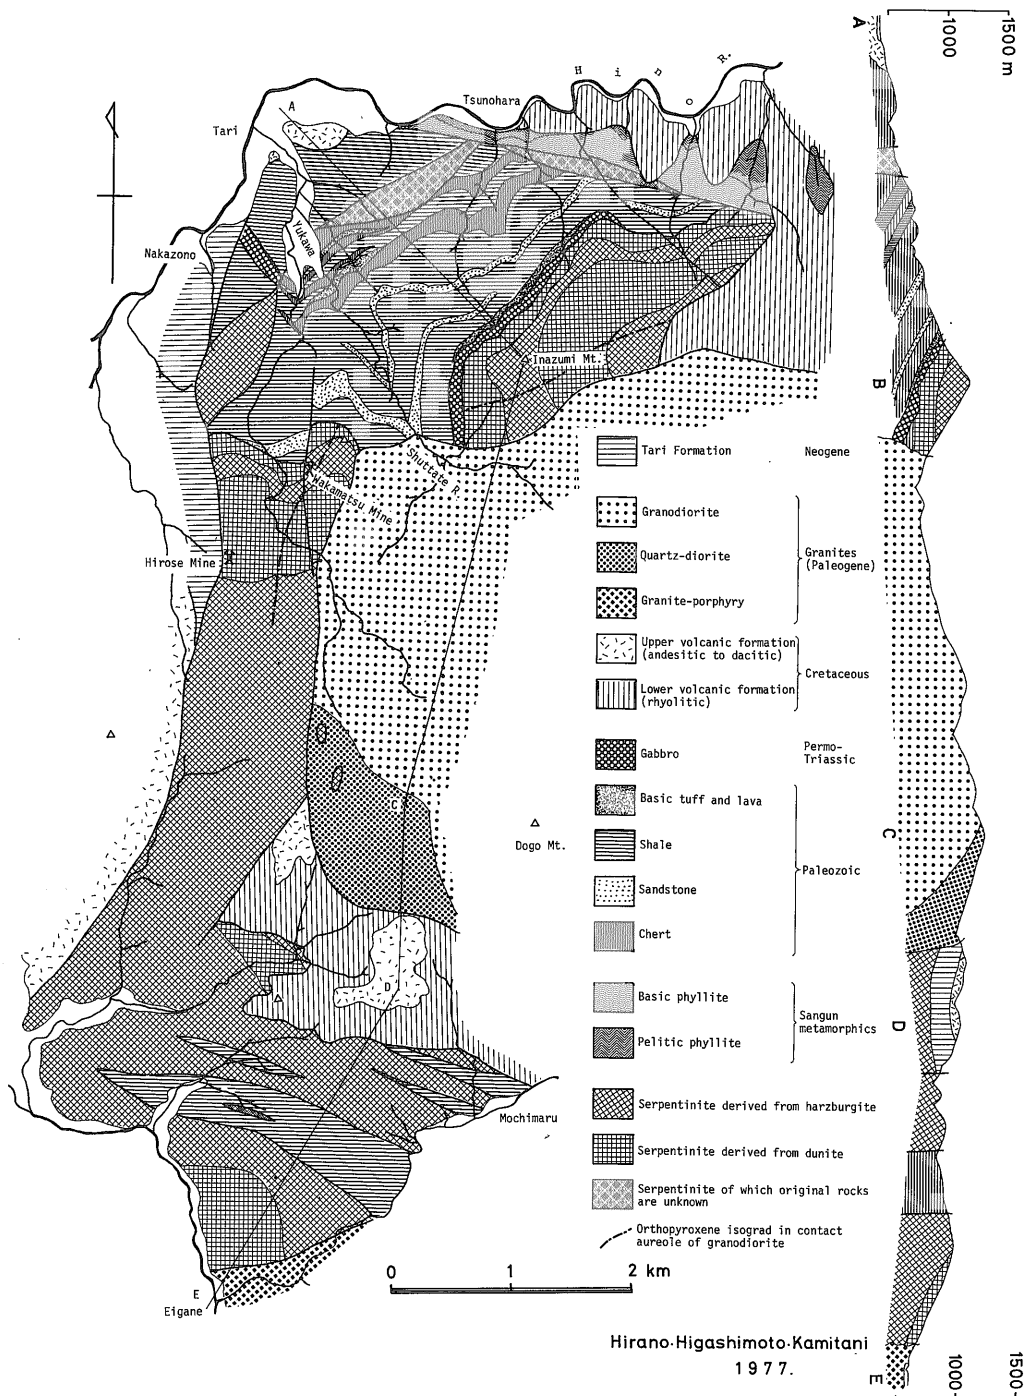 1500 m
1000
A
B
C
D
E
1000
1500
H i n o R.
Tsunohara
A
Tari
Yukawa
Nakazono
Inazumi Mt.
Shuttate R.
Wakamatsu Mine
Hirose Mine
C
Dogo Mt.
D
Mochimaru
E
Eigane
Tari Formation
Neogene
Granodiorite
Quartz-diorite
Granite-porphyry
Granites
(Paleogene)
Upper volcanic formation
(andesitic to dacitic)
Lower volcanic formation
(rhyolitic)
Cretaceous
Gabbro
Permo-
Triassic
Basic tuff and lava
Shale
Sandstone
Chert
Paleozoic
Basic phyllite
Pelitic phyllite
Sangun
metamorphics
Serpentinite derived from harzburgite
Serpentinite derived from dunite
Serpentinite of which original rocks
are unknown
Orthopyroxene isograd in contact
aureole of granodiorite
0 1 2 km
Hirano·Higashimoto·Kamitani
1977.